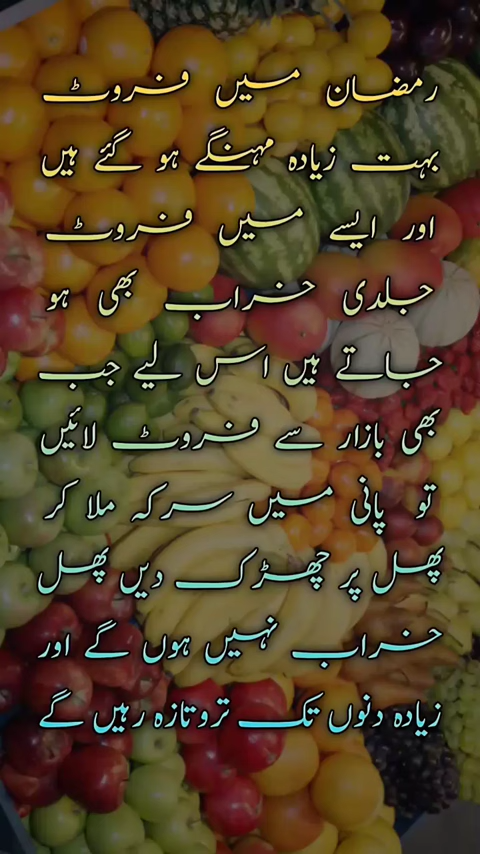 رمضان میں فروٹ
بہت زیادہ مہنگے ہو گئے ہیں
اور ایسے میں فروٹ
جلدی خراب بھی ہو
جاتے ہیں اس لیے جب
بھی بازار سے فروٹ لائیں
تو پانی میں سرکہ ملا کر
پھل پر چھڑک دیں پھل
خراب نہیں ہوں گے اور
زیادہ دنوں تک تروتازہ رہیں گے